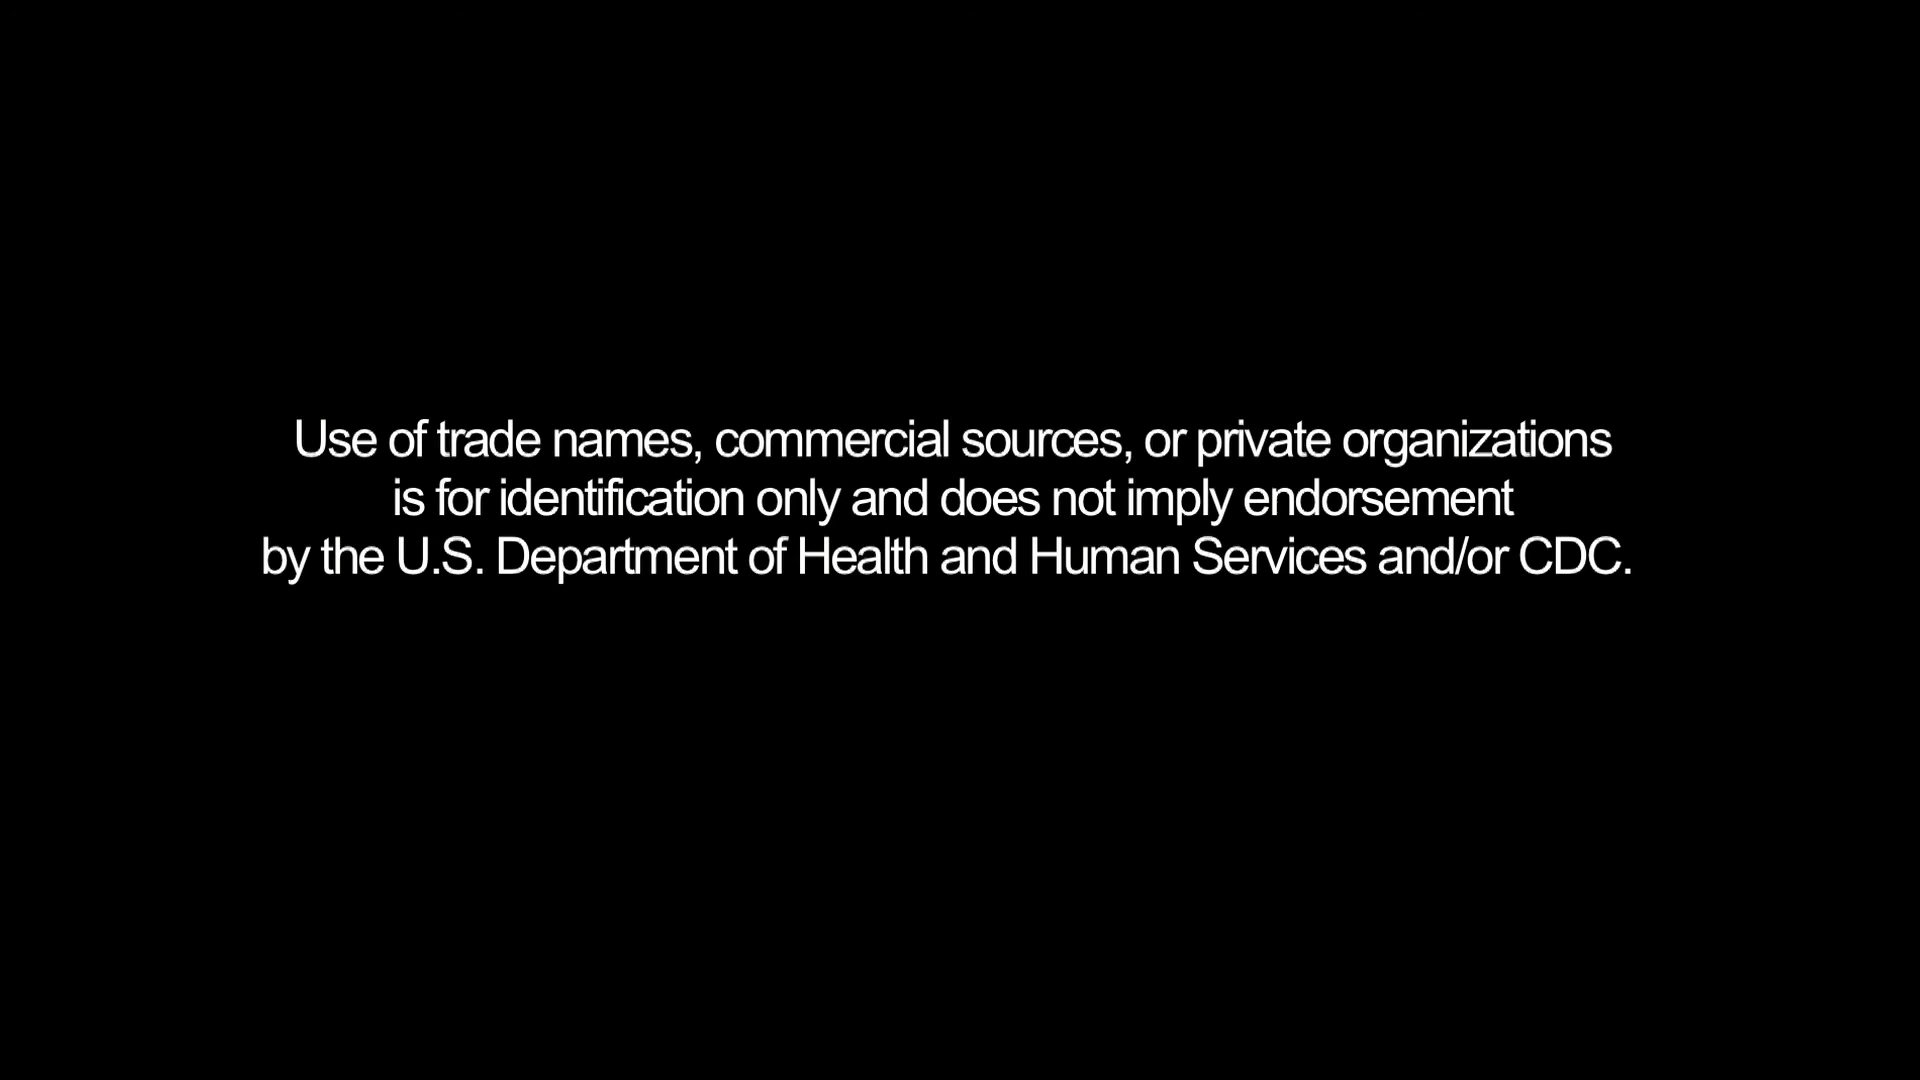 Use of trade names, commercial sources, or private organizations
is for identification only and does not imply endorsement
by the U.S. Department of Health and Human Services and/or CDC.